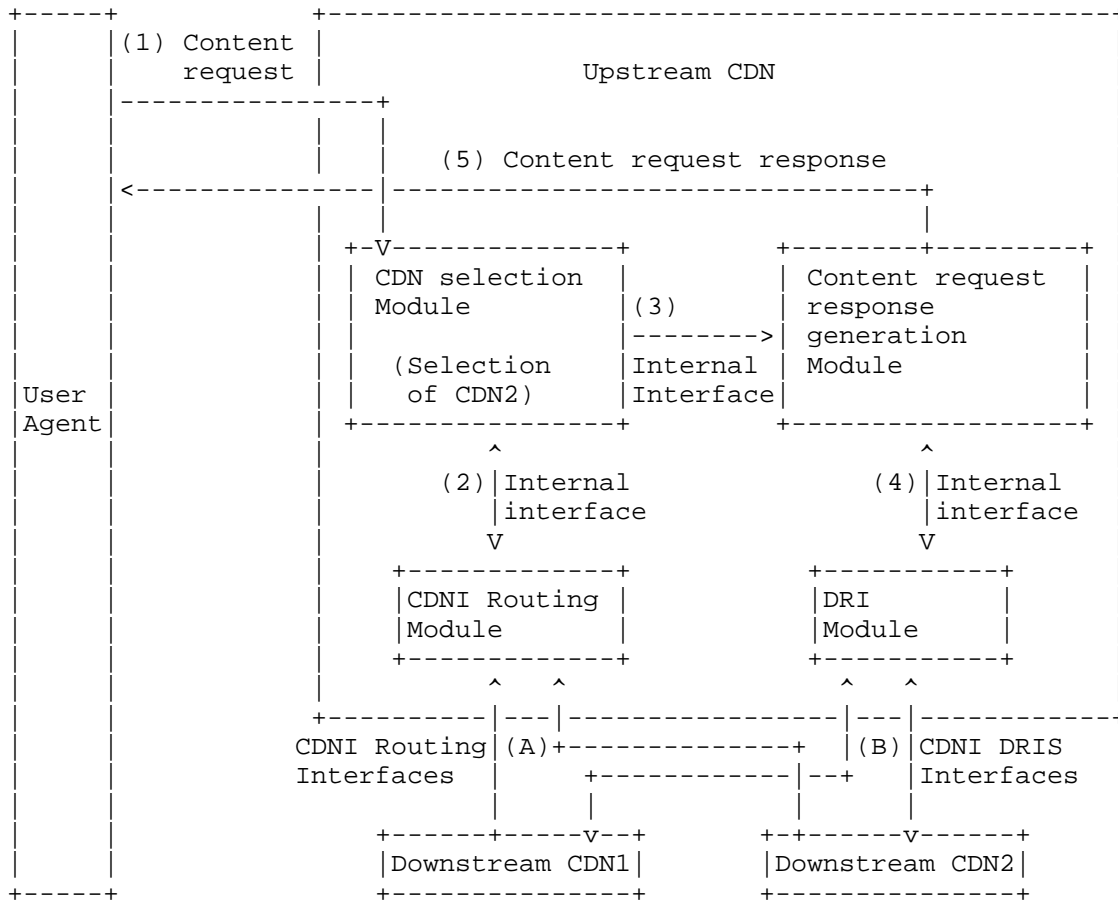 (1) Content
request
Upstream CDN
(5) Content request response
CDN selection
Module
(Selection
of CDN2)
(3)
Internal
Interface
Content request
response
generation
Module
User
Agent
(2)
Internal
interface
(4)
Internal
interface
CDNI Routing
Module
DRI
Module
CDNI Routing
Interfaces
(A)
(B)
CDNI DRIS
Interfaces
Downstream CDN1
Downstream CDN2